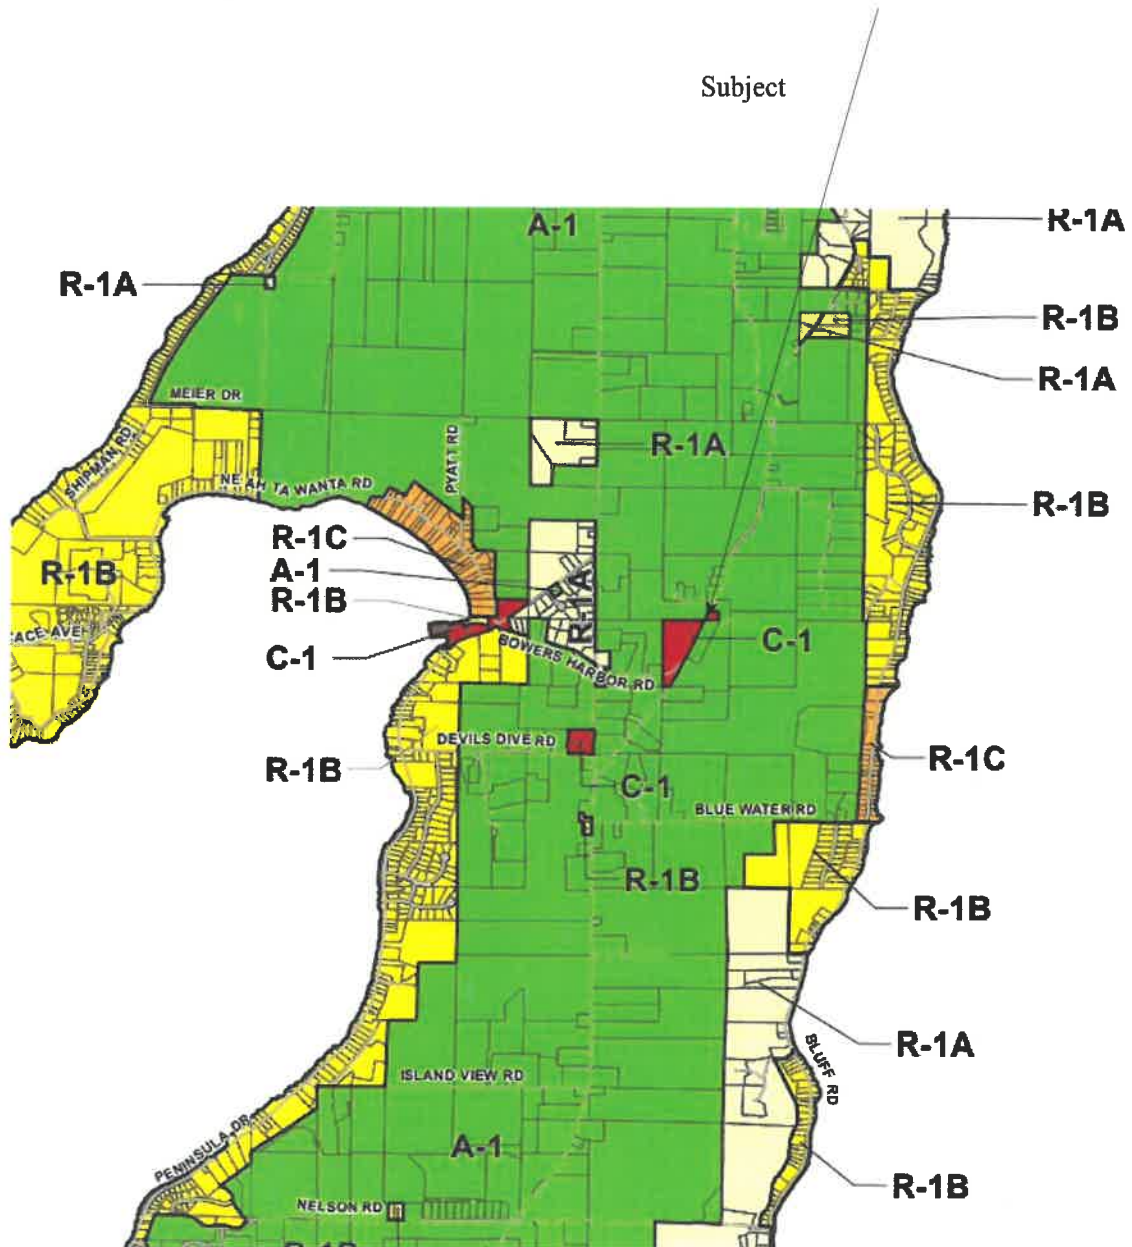 Subject
A-1
R-1A
R-1A
R-1B
R-1A
MEIER DR
SHIPMAN RD
NE AH TA WANTA RD
PYATT RD
R-1A
R-1B
R-1C
A-1
R-1B
R-1B
R-1A
C-1
C-1
BOWERS HARBOR RD
DEVILS DIVE RD
R-1B
C-1
R-1C
BLUE WATER RD
R-1B
R-1B
R-1A
BLUFF RD
ISLAND VIEW RD
PENINSULA DR
A-1
NELSON RD
R-1B